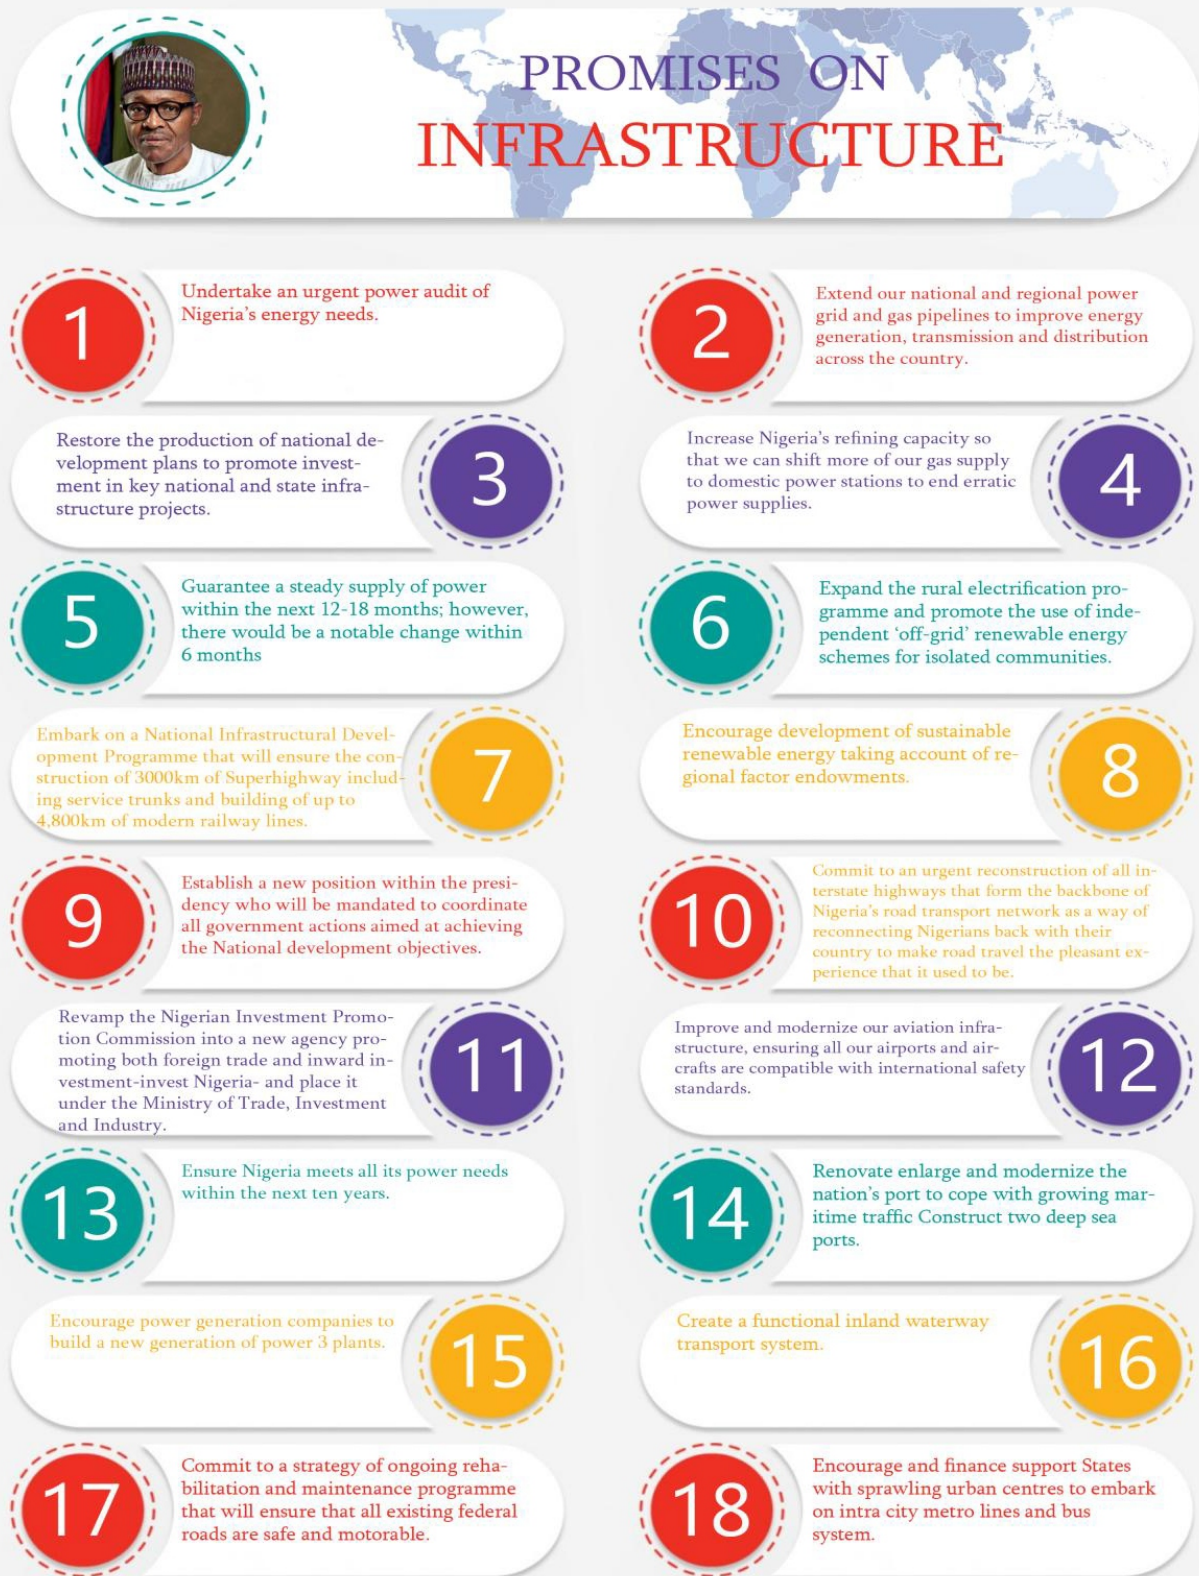 PROMISES ON
INFRASTRUCTURE
1
Undertake an urgent power audit of
Nigeria's energy needs.
2
Extend our national and regional power
grid and gas pipelines to improve energy
generation, transmission and distribution
across the country.
Restore the production of national de-
velopment plans to promote invest-
ment in key national and state infra-
structure projects.
3
Increase Nigeria's refining capacity so
that we can shift more of our gas supply
to domestic power stations to end erratic
power supplies.
4
5
Guarantee a steady supply of power
within the next 12-18 months; however,
there would be a notable change within
6 months
6
Expand the rural electrification pro-
gramme and promote the use of inde-
pendent 'off-grid' renewable energy
schemes for isolated communities.
Embark on a National Infrastructural Devel-
opment Programme that will ensure the con-
struction of 3000km of Superhighway includ-
ing service trunks and building of up to
4,800km of modern railway lines.
7
Encourage development of sustainable
renewable energy taking account of re-
gional factor endowments.
8
9
Establish a new position within the presi-
dency who will be mandated to coordinate
all government actions aimed at achieving
the National development objectives.
10
Commit to an urgent reconstruction of all in-
terstate highways that form the backbone of
Nigeria's road transport network as a way of
reconnecting Nigerians back with their
country to make road travel the pleasant ex-
perience that it used to be.
Revamp the Nigerian Investment Promo-
tion Commission into a new agency pro-
moting both foreign trade and inward in-
vestment-invest Nigeria- and place it
under the Ministry of Trade, Investment
and Industry.
11
Improve and modernize our aviation infra-
structure, ensuring all our airports and air-
crafts are compatible with international safety
standards.
12
13
Ensure Nigeria meets all its power needs
within the next ten years.
14
Renovate enlarge and modernize the
nation's port to cope with growing mar-
itime traffic Construct two deep sea
ports.
Encourage power generation companies to
build a new generation of power 3 plants.
15
Create a functional inland waterway
transport system.
16
17
Commit to a strategy of ongoing reha-
bilitation and maintenance programme
that will ensure that all existing federal
roads are safe and motorable.
18
Encourage and finance support States
with sprawling urban centres to embark
on intra city metro lines and bus
system.